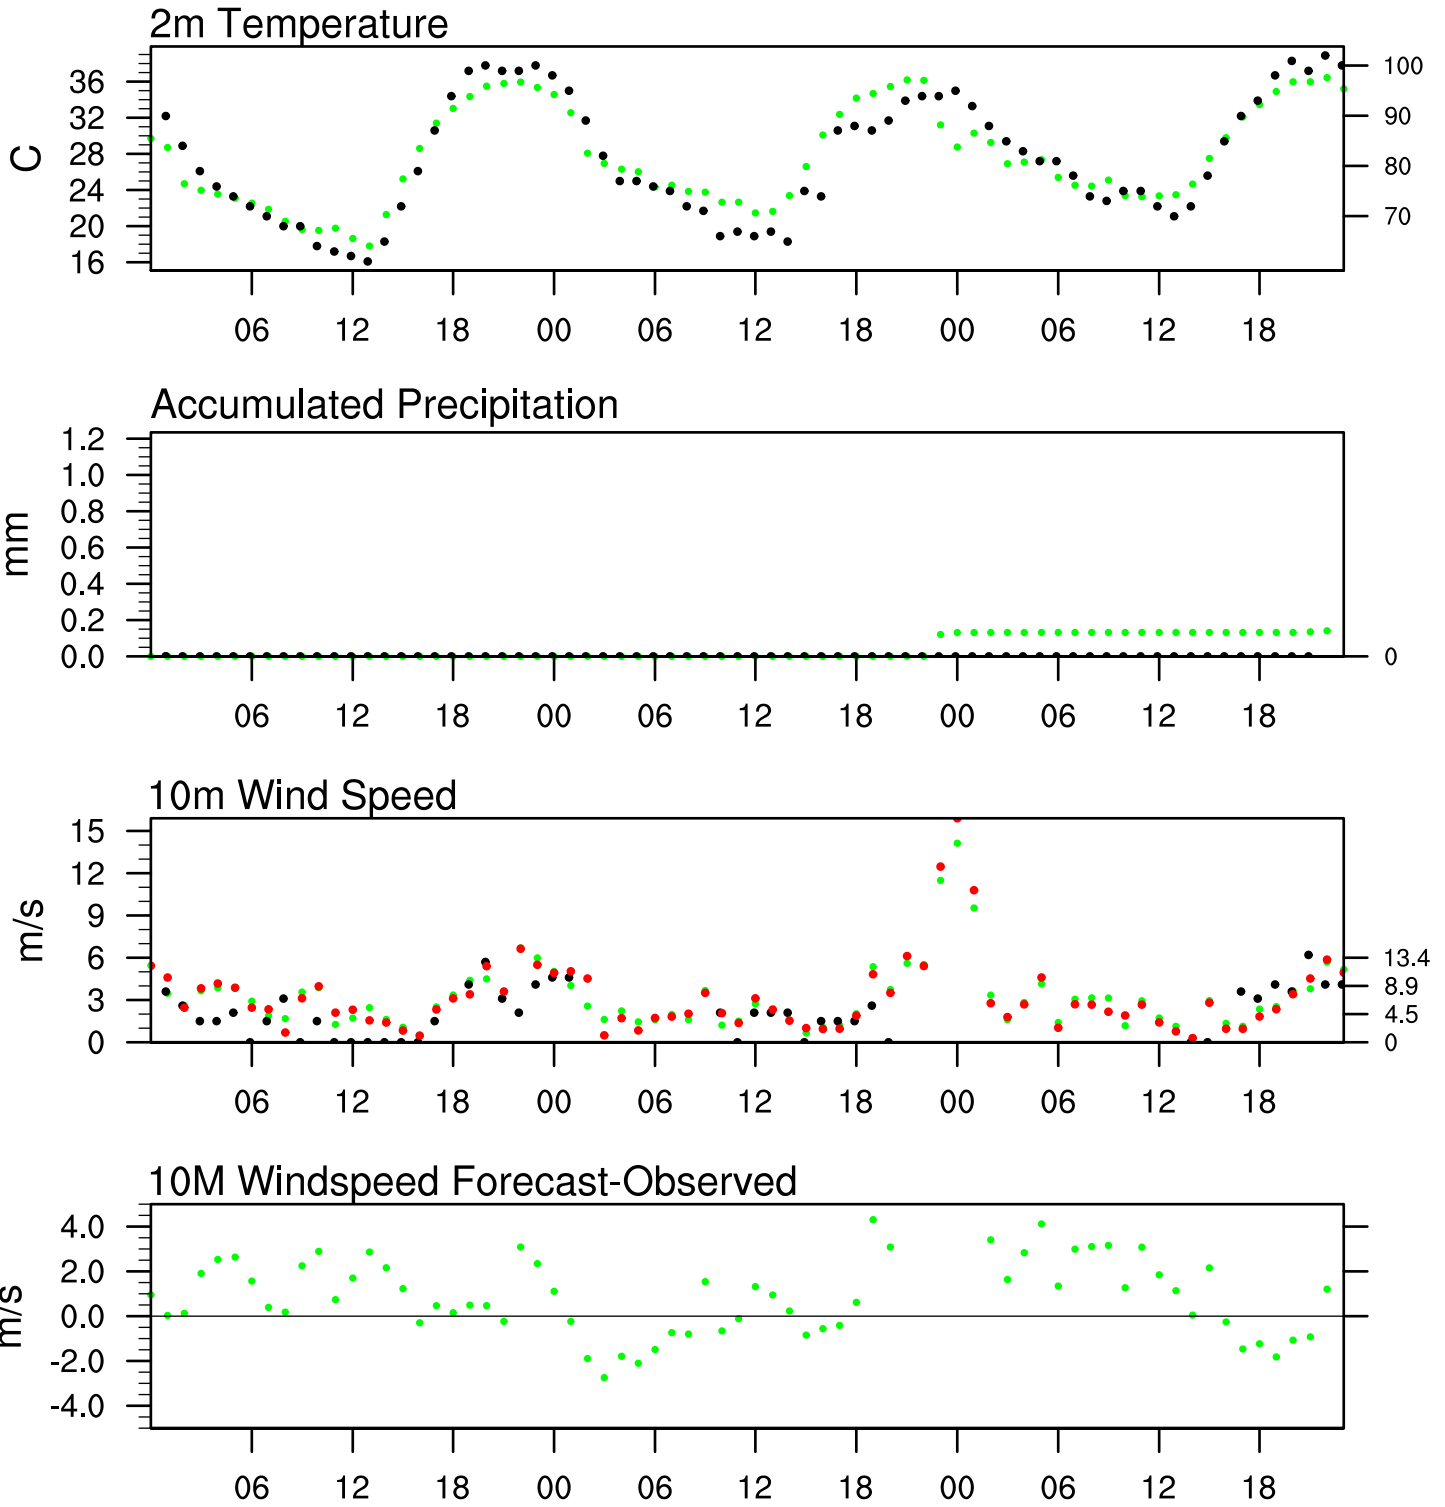 2m Temperature
C
36
32
28
24
20
16
100
90
80
70
06 12 18 00 06 12 18 00 06 12 18
Accumulated Precipitation
mm
1.2
1.0
0.8
0.6
0.4
0.2
0.0
0
06 12 18 00 06 12 18 00 06 12 18
10m Wind Speed
m/s
15
12
9
6
3
0
13.4
8.9
4.5
0
06 12 18 00 06 12 18 00 06 12 18
10M Windspeed Forecast-Observed
m/s
4.0
2.0
0.0
-2.0
-4.0
06 12 18 00 06 12 18 00 06 12 18